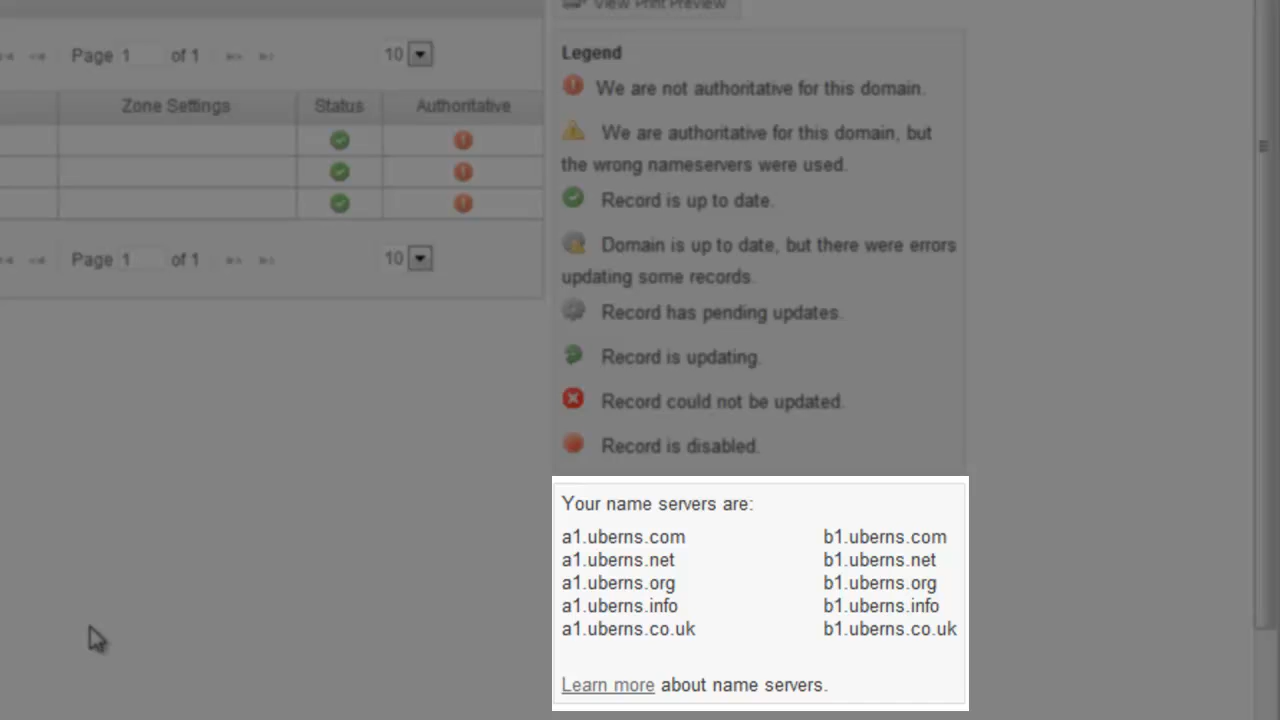 View Print Preview
Page 1 of 1
10
Zone Settings Status Authoritative
Page 1 of 1
10
Legend
We are not authoritative for this domain.
We are authoritative for this domain, but
the wrong nameservers were used.
Record is up to date.
Domain is up to date, but there were errors
updating some records.
Record has pending updates.
Record is updating.
Record could not be updated.
Record is disabled.
Your name servers are:
a1.uberns.com b1.uberns.com
a1.uberns.net b1.uberns.net
a1.uberns.org b1.uberns.org
a1.uberns.info b1.uberns.info
a1.uberns.co.uk b1.uberns.co.uk
Learn more about name servers.